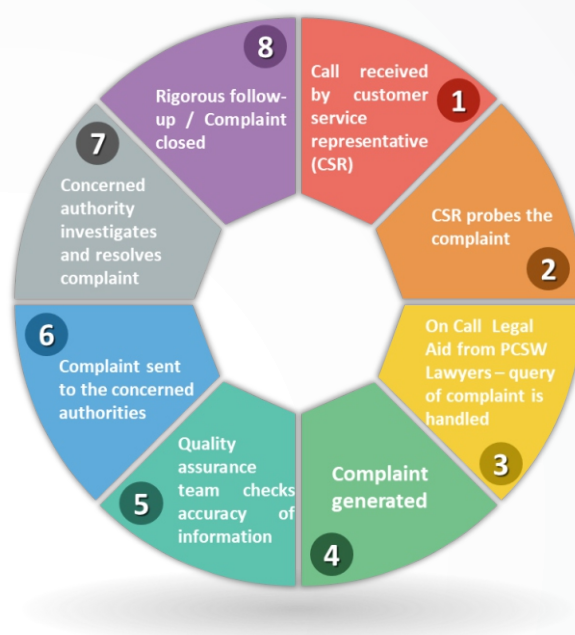 1
Call received
by customer
service
representative
(CSR)
2
CSR probes the
complaint
3
On Call Legal
Aid from PCSW
Lawyers – query
of complaint is
handled
4
Complaint
generated
5
Quality
assurance
team checks
accuracy of
information
6
Complaint sent
to the concerned
authorities
7
Concerned
authority
investigates
and resolves
complaint
8
Rigorous follow-
up / Complaint
closed